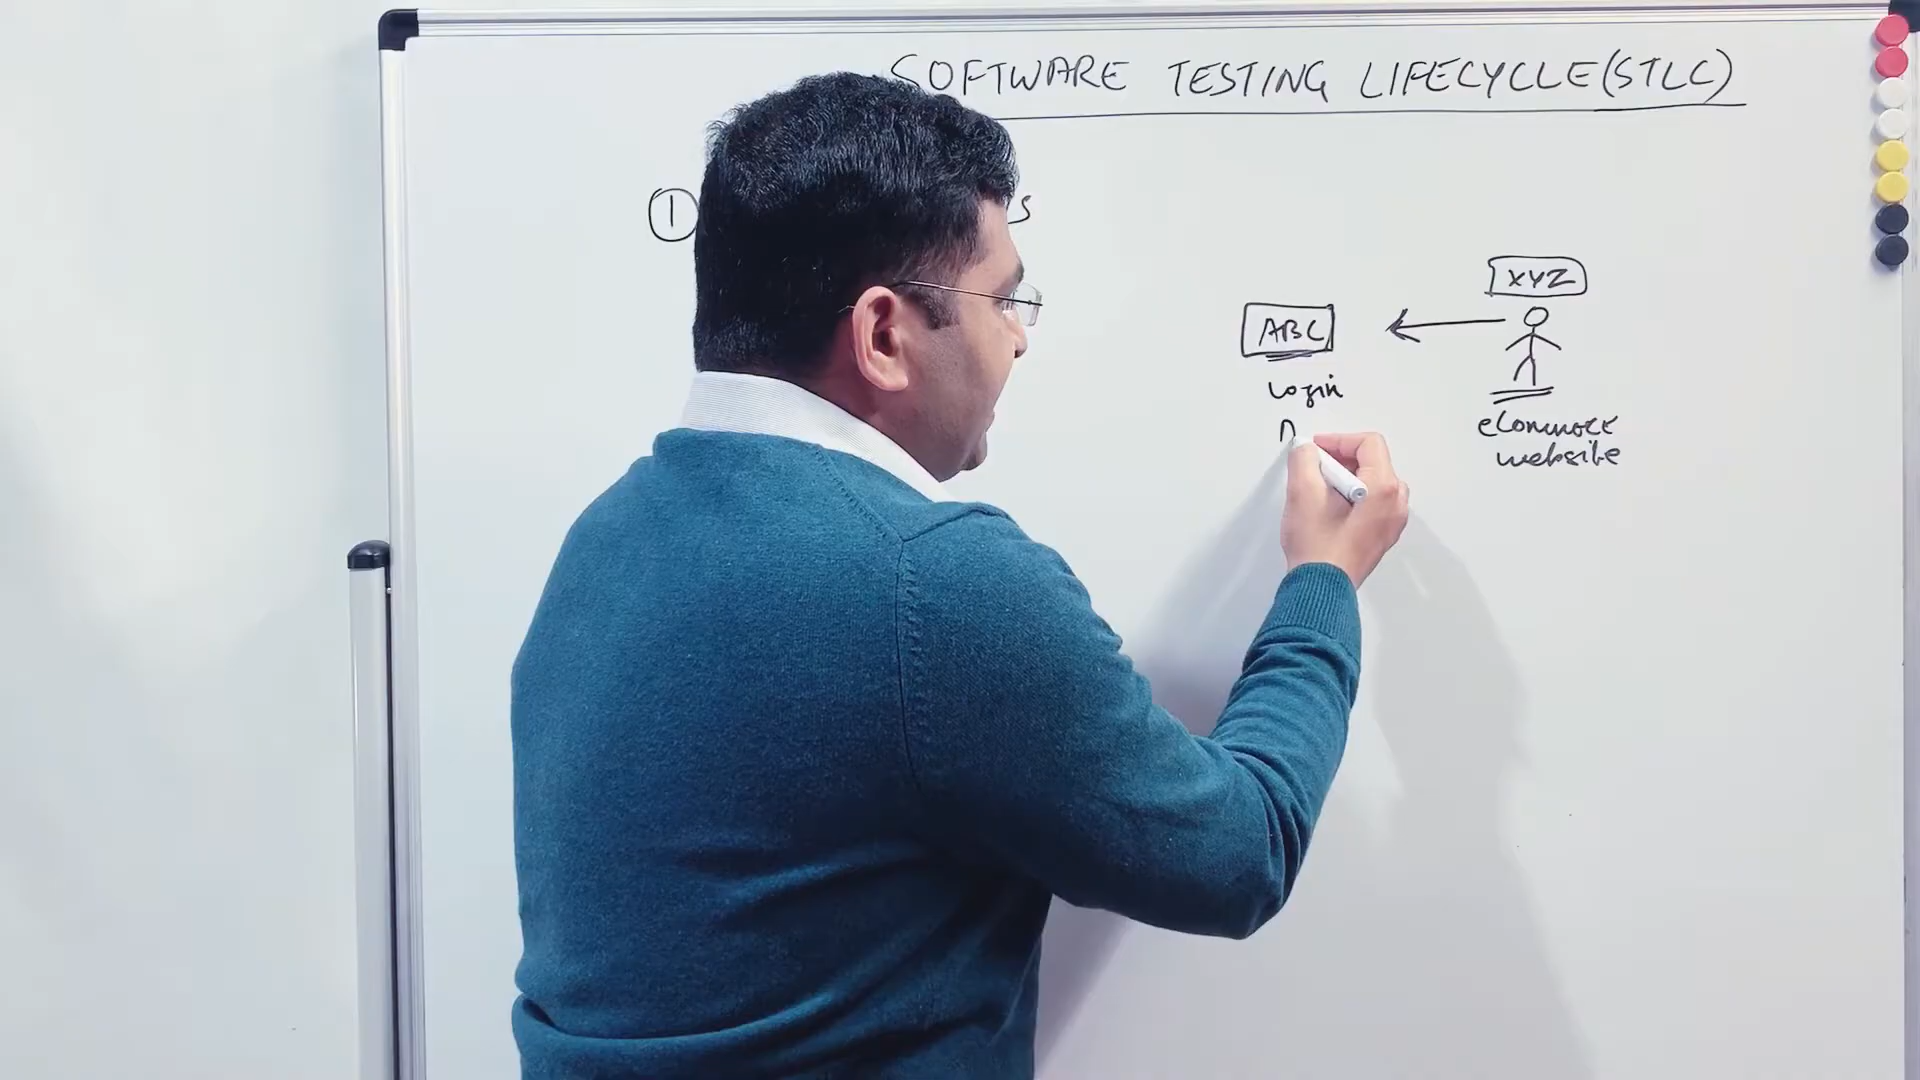 SOFTWARE TESTING LIFECYCLE (STLC)
1
XYZ
ABC
Login
eCommerce
website